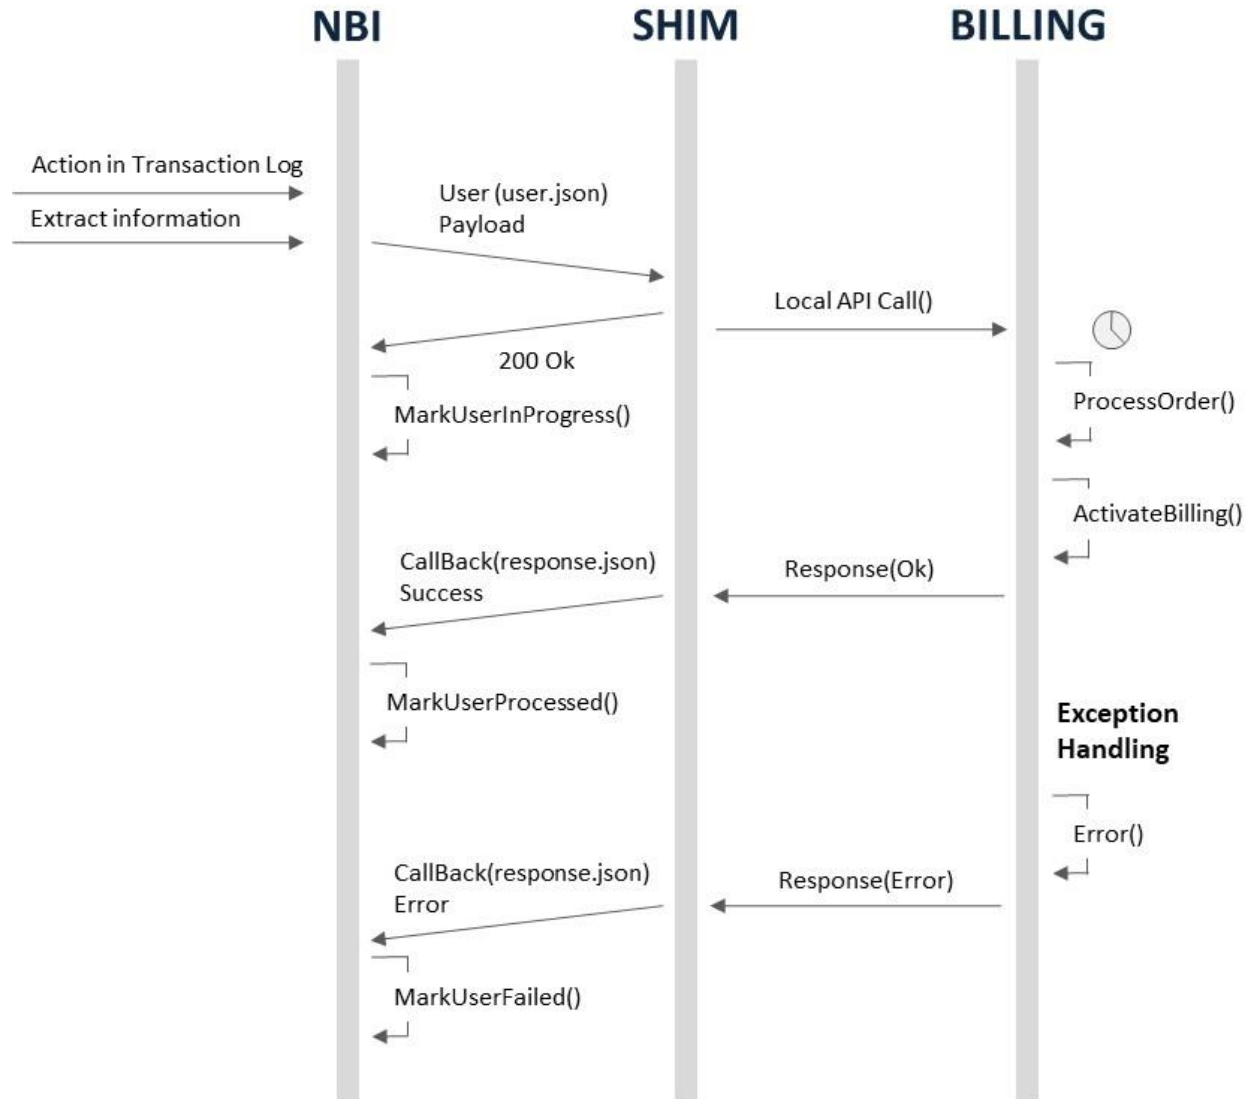 NBI
SHIM
BILLING
Action in Transaction Log
Extract information
User (user.json)
Payload
Local API Call()
200 Ok
MarkUserInProgress()
ProcessOrder()
ActivateBilling()
CallBack(response.json)
Success
Response(Ok)
MarkUserProcessed()
Exception
Handling
Error()
CallBack(response.json)
Error
Response(Error)
MarkUserFailed()